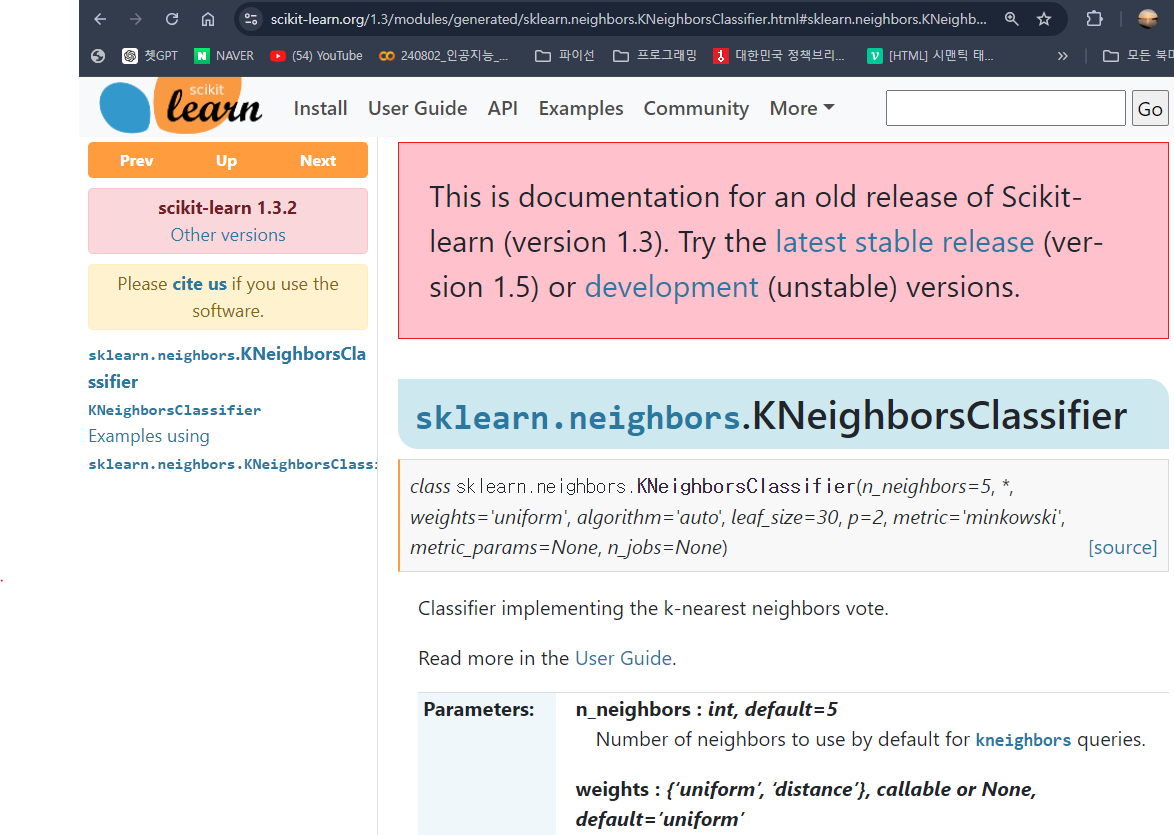 scikit-learn.org/1.3/modules/generated/sklearn.neighbors.KNeighborsClassifier.html#sklearn.neighbors.KNeighb...
챗GPT
N NAVER
(54) YouTube
240802_인공지능_...
파이선
프로그래밍
대한민국 정책브리...
[HTML] 시맨틱 태...
»
모든 북마
scikit learn
Install User Guide API Examples Community More
Go
Prev Up Next
scikit-learn 1.3.2
Other versions
Please cite us if you use the
software.
sklearn.neighbors.KNeighborsCla
ssifier
KNeighborsClassifier
Examples using
sklearn.neighbors.KNeighborsClassi
This is documentation for an old release of Scikit-
learn (version 1.3). Try the latest stable release (ver-
sion 1.5) or development (unstable) versions.
sklearn.neighbors.KNeighborsClassifier
class sklearn.neighbors.KNeighborsClassifier(n_neighbors=5, *,
weights='uniform', algorithm='auto', leaf_size=30, p=2, metric='minkowski',
metric_params=None, n_jobs=None)
[source]
Classifier implementing the k-nearest neighbors vote.
Read more in the User Guide.
Parameters:
n_neighbors : int, default=5
Number of neighbors to use by default for kneighbors queries.
weights : {‘uniform’, ‘distance’}, callable or None,
default=’uniform’